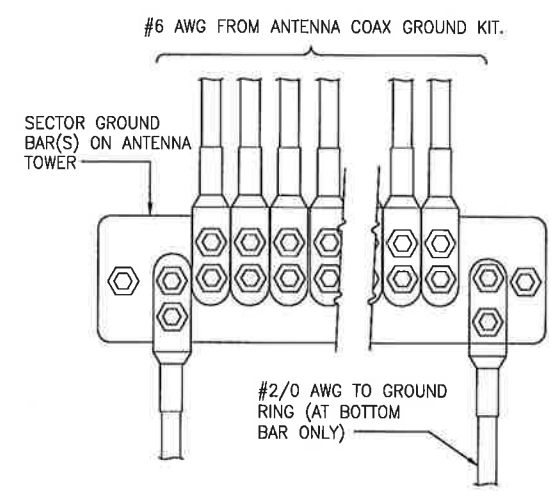 #6 AWG FROM ANTENNA COAX GROUND KIT.
SECTOR GROUND
BAR(S) ON ANTENNA
TOWER
#2/0 AWG TO GROUND
RING (AT BOTTOM
BAR ONLY)